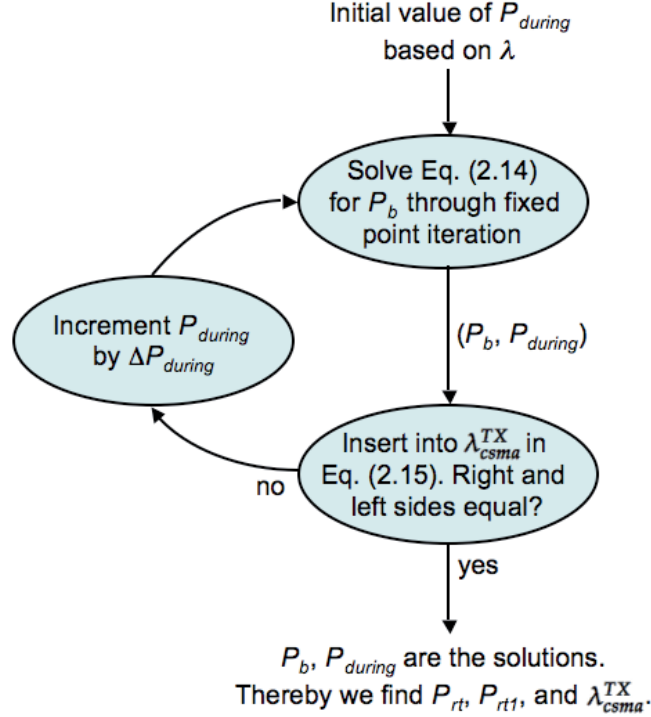 Initial value of P_during
based on λ
Solve Eq. (2.14)
for P_b through fixed
point iteration
Increment P_during
by ΔP_during
(P_b, P_during)
Insert into λ_csma^TX in
Eq. (2.15). Right and
left sides equal?
no
yes
P_b, P_during are the solutions.
Thereby we find P_rt, P_rt1, and λ_csma^TX.